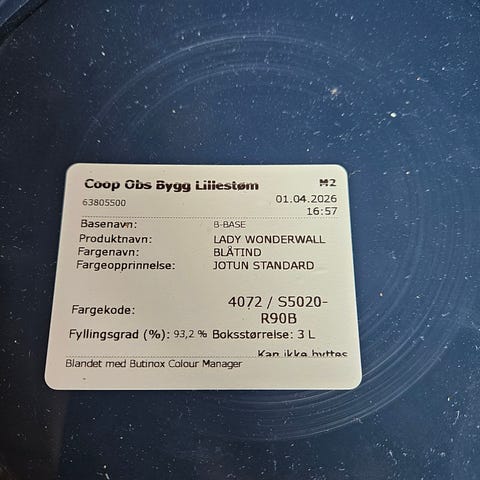 Coop Obs Bygg Lillestøm M2
63805500 01.04.2026
16:57
Basenavn: B-BASE
Produktnavn: LADY WONDERWALL
Fargenavn: BLÅTIND
Fargeopprinnelse: JOTUN STANDARD
Fargekode: 4072 / S5020-
R90B
Fyllingsgrad (%): 93,2 % Boksstørrelse: 3 L
Kan ikke byttes
Blandet med Butinox Colour Manager